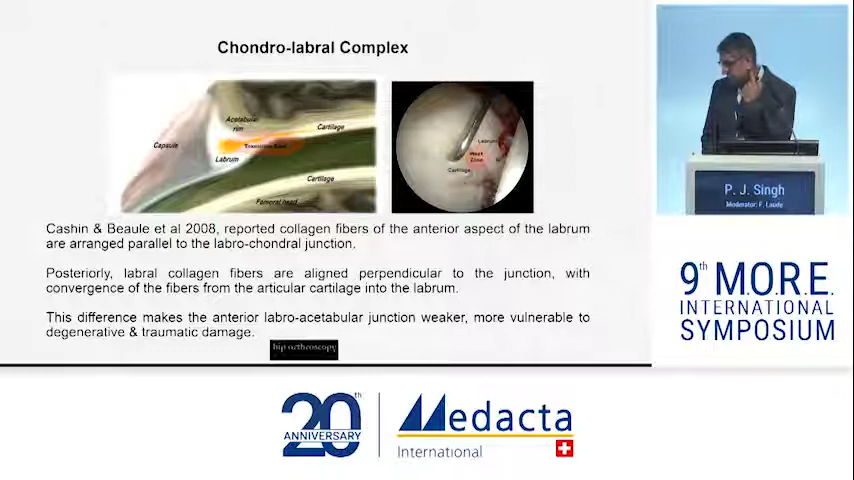 Chondro-labral Complex
Acetabular
rim
Cartilage
Capsule
Transition Zone
Labrum
Cartilage
Femoral head
Labrum
Cartilage
Cashin & Beaule et al 2008, reported collagen fibers of the anterior aspect of the labrum
are arranged parallel to the labro-chondral junction.
Posteriorly, labral collagen fibers are aligned perpendicular to the junction, with
convergence of the fibers from the articular cartilage into the labrum.
This difference makes the anterior labro-acetabular junction weaker, more vulnerable to
degenerative & traumatic damage.
hip arthroscopy
P. J. Singh
Moderator: F. Laude
9th M.O.R.E.
INTERNATIONAL
SYMPOSIUM
20th
ANNIVERSARY
Medacta
International